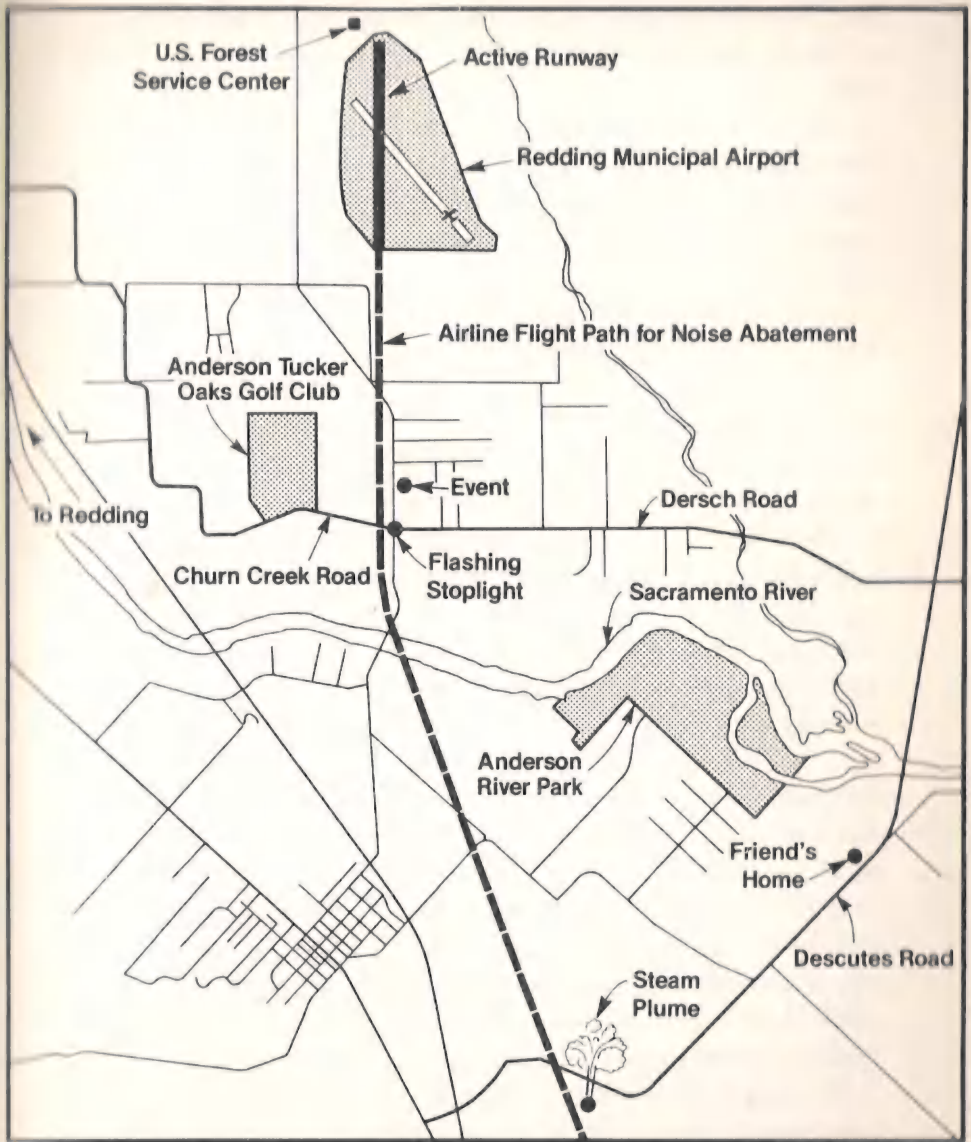 U.S. Forest
Service Center
Active Runway
Redding Municipal Airport
Airline Flight Path for Noise Abatement
Anderson Tucker
Oaks Golf Club
Event
Dersch Road
To Redding
Churn Creek Road
Flashing
Stoplight
Sacramento River
Anderson
River Park
Friend's
Home
Descutes Road
Steam
Plume